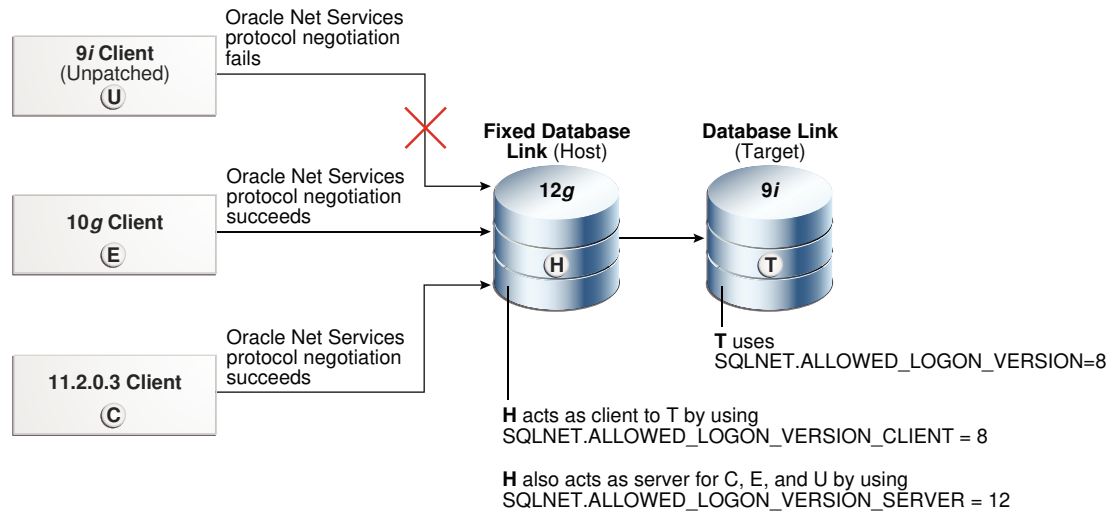 Oracle Net Services
protocol negotiation
fails
9i Client
(Unpatched)
U
Fixed Database
Link (Host)
Database Link
(Target)
12g
9i
Oracle Net Services
protocol negotiation
succeeds
10g Client
E
H
T
Oracle Net Services
protocol negotiation
succeeds
11.2.0.3 Client
C
T uses
SQLNET.ALLOWED_LOGON_VERSION=8
H acts as client to T by using
SQLNET.ALLOWED_LOGON_VERSION_CLIENT = 8
H also acts as server for C, E, and U by using
SQLNET.ALLOWED_LOGON_VERSION_SERVER = 12